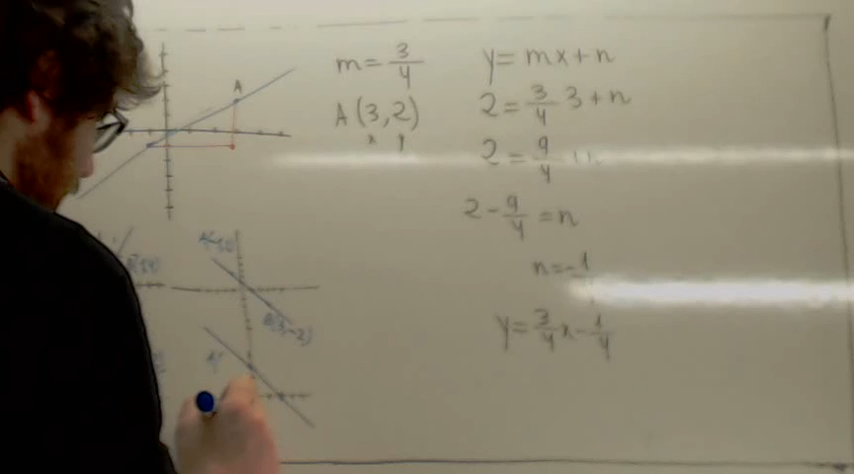 A
m = 3/4
A (3,2)
x y
y = mx + n
2 = 3/4 3 + n
2 = 9/4
2 - 9/4 = n
n = - 1
y = 3/4 x - 1/4
B(3,-2)